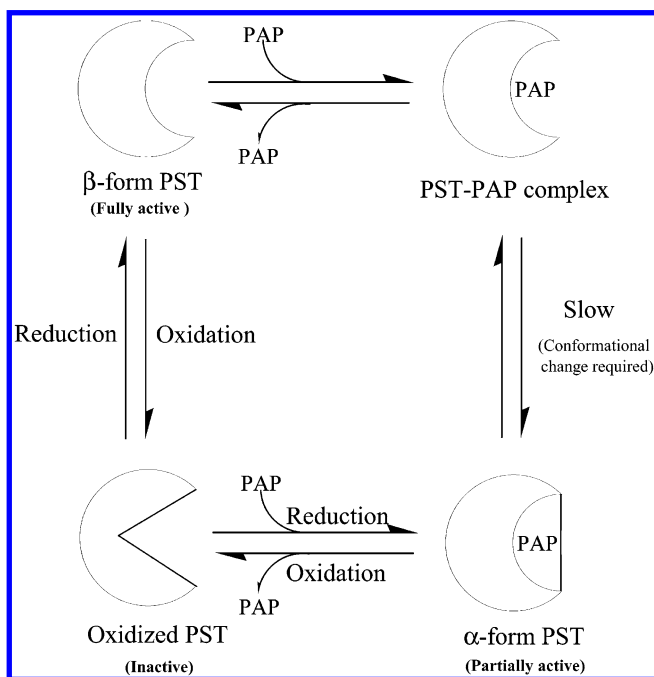 PAP
PAP
PAP
β-form PST
(Fully active )
PST-PAP complex
Reduction
Oxidation
Slow
(Conformational
change required)
PAP
Reduction
PAP
Oxidation
PAP
Oxidized PST
(Inactive)
α-form PST
(Partially active)